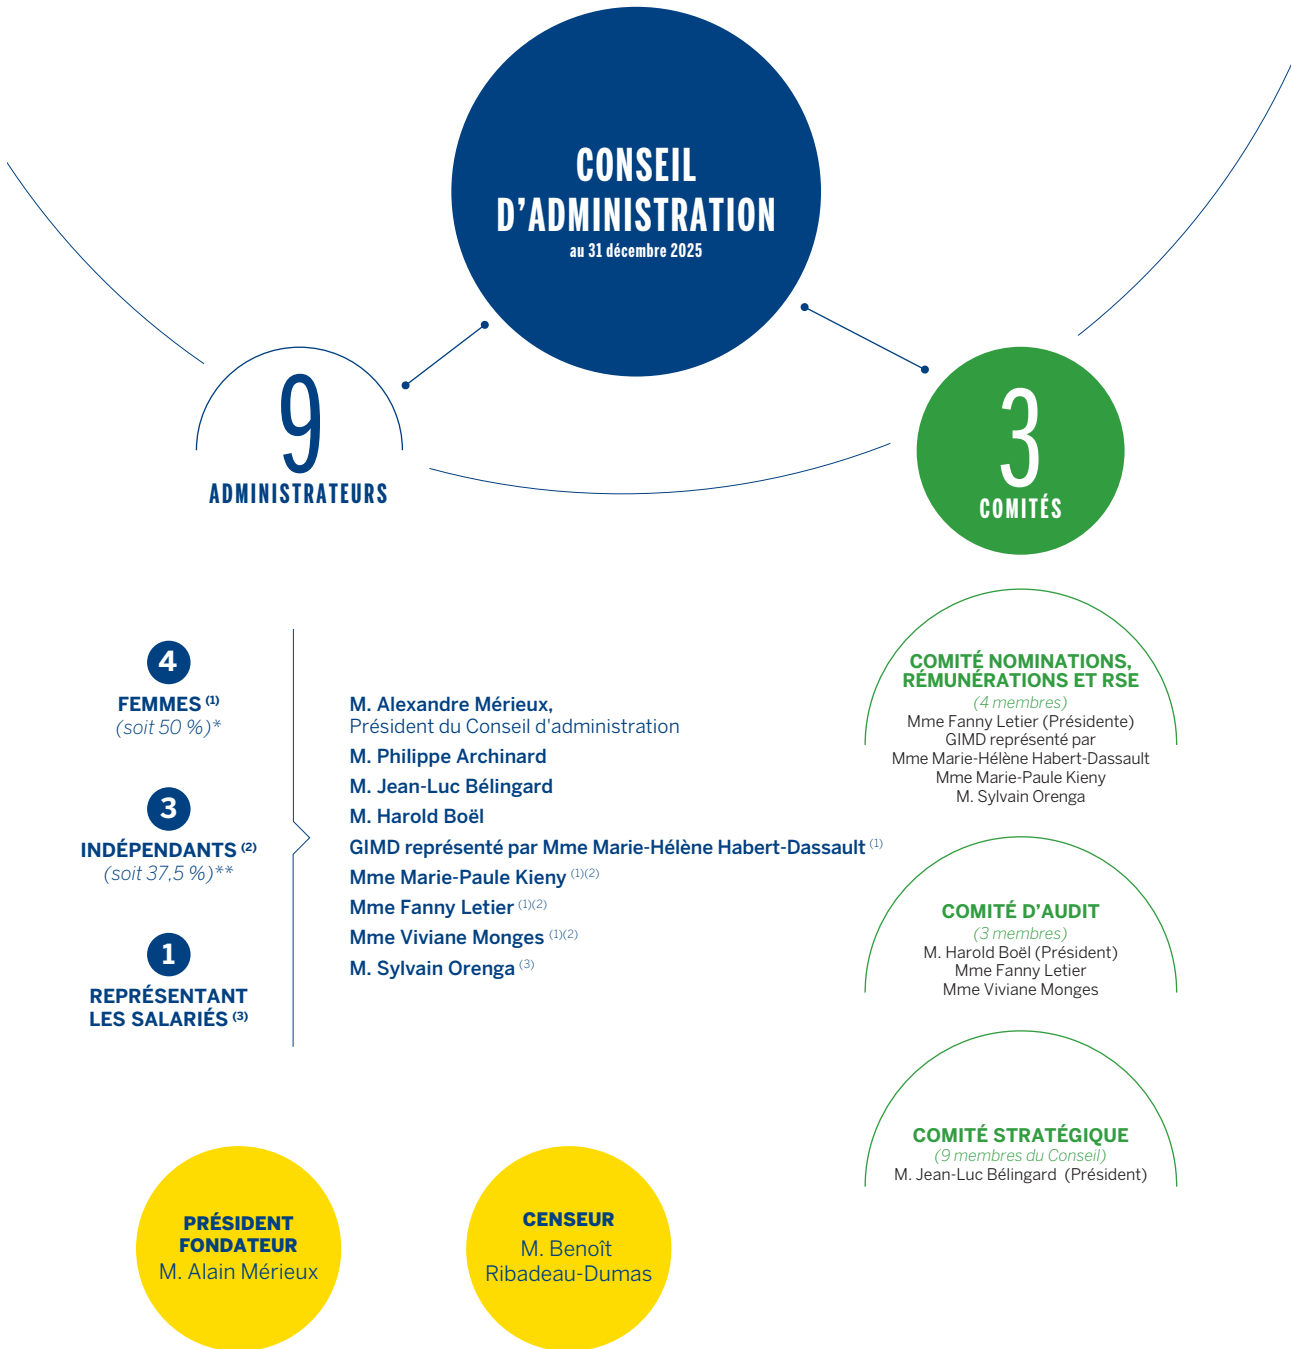 CONSEIL
D’ADMINISTRATION
au 31 décembre 2025
9
ADMINISTRATEURS
3
COMITÉS
4
FEMMES (1)
(soit 50 %)*
3
INDÉPENDANTS (2)
(soit 37,5 %)**
1
REPRÉSENTANT
LES SALARIÉS (3)
M. Alexandre Mérieux,
Président du Conseil d'administration
M. Philippe Archinard
M. Jean-Luc Bélingard
M. Harold Boël
GIMD représenté par Mme Marie-Hélène Habert-Dassault (1)
Mme Marie-Paule Kieny (1)(2)
Mme Fanny Letier (1)(2)
Mme Viviane Monges (1)(2)
M. Sylvain Orenga (3)
COMITÉ NOMINATIONS,
RÉMUNÉRATIONS ET RSE
(4 membres)
Mme Fanny Letier (Présidente)
GIMD représenté par
Mme Marie-Hélène Habert-Dassault
Mme Marie-Paule Kieny
M. Sylvain Orenga
COMITÉ D’AUDIT
(3 membres)
M. Harold Boël (Président)
Mme Fanny Letier
Mme Viviane Monges
COMITÉ STRATÉGIQUE
(9 membres du Conseil)
M. Jean-Luc Bélingard (Président)
PRÉSIDENT
FONDATEUR
M. Alain Mérieux
CENSEUR
M. Benoît
Ribadeau-Dumas